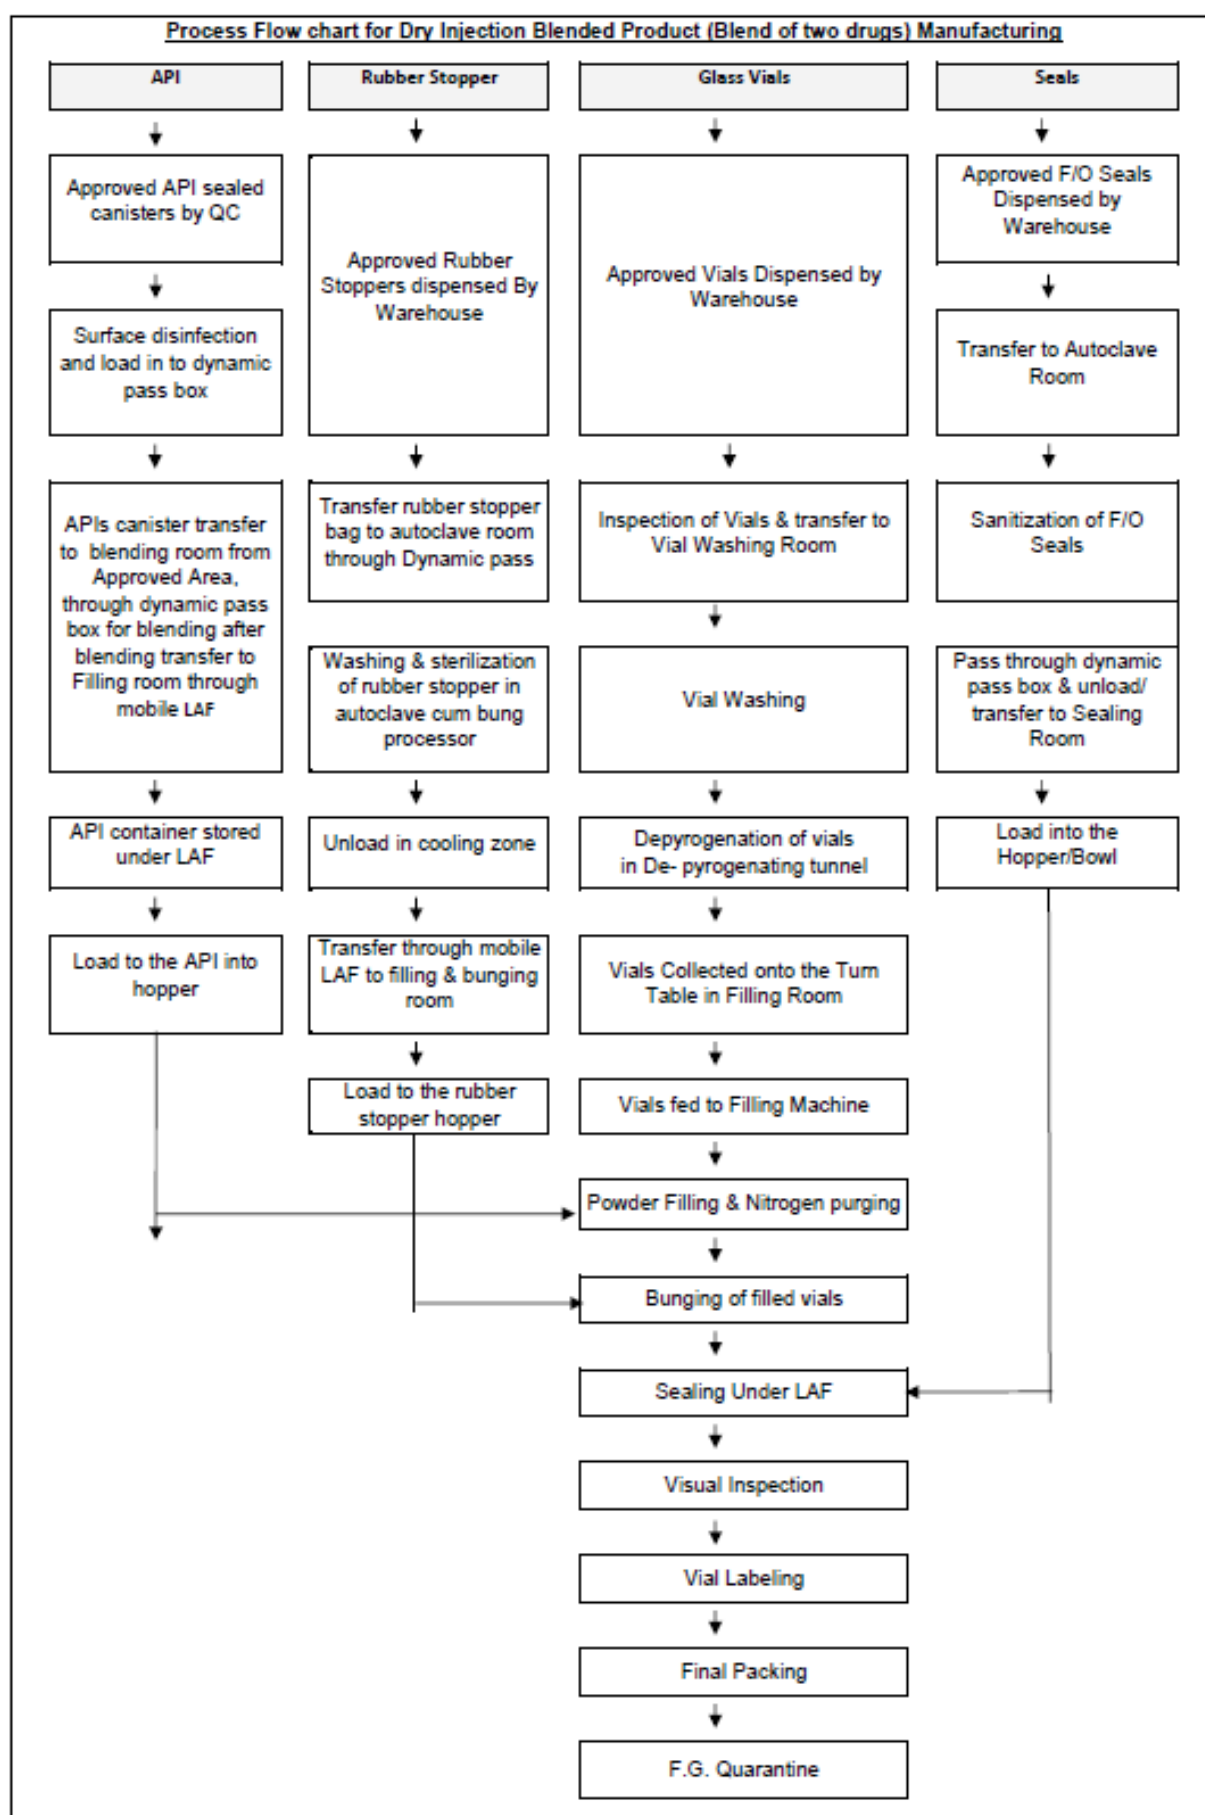 Process Flow chart for Dry Injection Blended Product (Blend of two drugs) Manufacturing
API
Approved API sealed
canisters by QC
Surface disinfection
and load in to dynamic
pass box
APIs canister transfer
to blending room from
Approved Area,
through dynamic pass
box for blending after
blending transfer to
Filling room through
mobile LAF
API container stored
under LAF
Load to the API into
hopper
Rubber Stopper
Approved Rubber
Stoppers dispensed By
Warehouse
Transfer rubber stopper
bag to autoclave room
through Dynamic pass
Washing & sterilization
of rubber stopper in
autoclave cum bung
processor
Unload in cooling zone
Transfer through mobile
LAF to filling & bunging
room
Load to the rubber
stopper hopper
Glass Vials
Approved Vials Dispensed by
Warehouse
Inspection of Vials & transfer to
Vial Washing Room
Vial Washing
Depyrogenation of vials
in De- pyrogenating tunnel
Vials Collected onto the Turn
Table in Filling Room
Vials fed to Filling Machine
Powder Filling & Nitrogen purging
Bunging of filled vials
Sealing Under LAF
Visual Inspection
Vial Labeling
Final Packing
F.G. Quarantine
Seals
Approved F/O Seals
Dispensed by
Warehouse
Transfer to Autoclave
Room
Sanitization of F/O
Seals
Pass through dynamic
pass box & unload/
transfer to Sealing
Room
Load into the
Hopper/Bowl